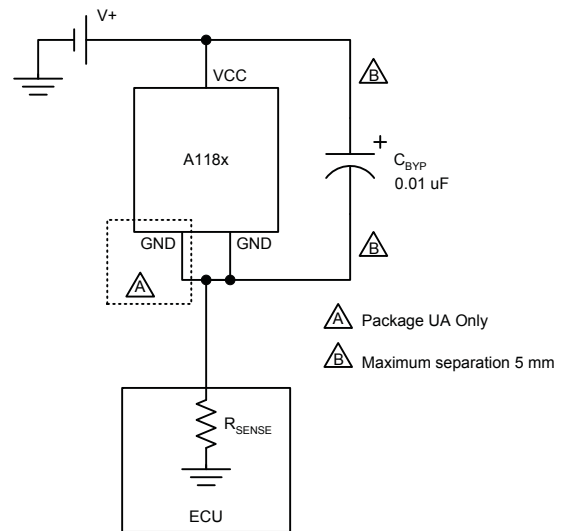 V+
VCC
B
A118x
+
C_BYP
0.01 uF
GND GND
B
A
A Package UA Only
B Maximum separation 5 mm
R_SENSE
ECU